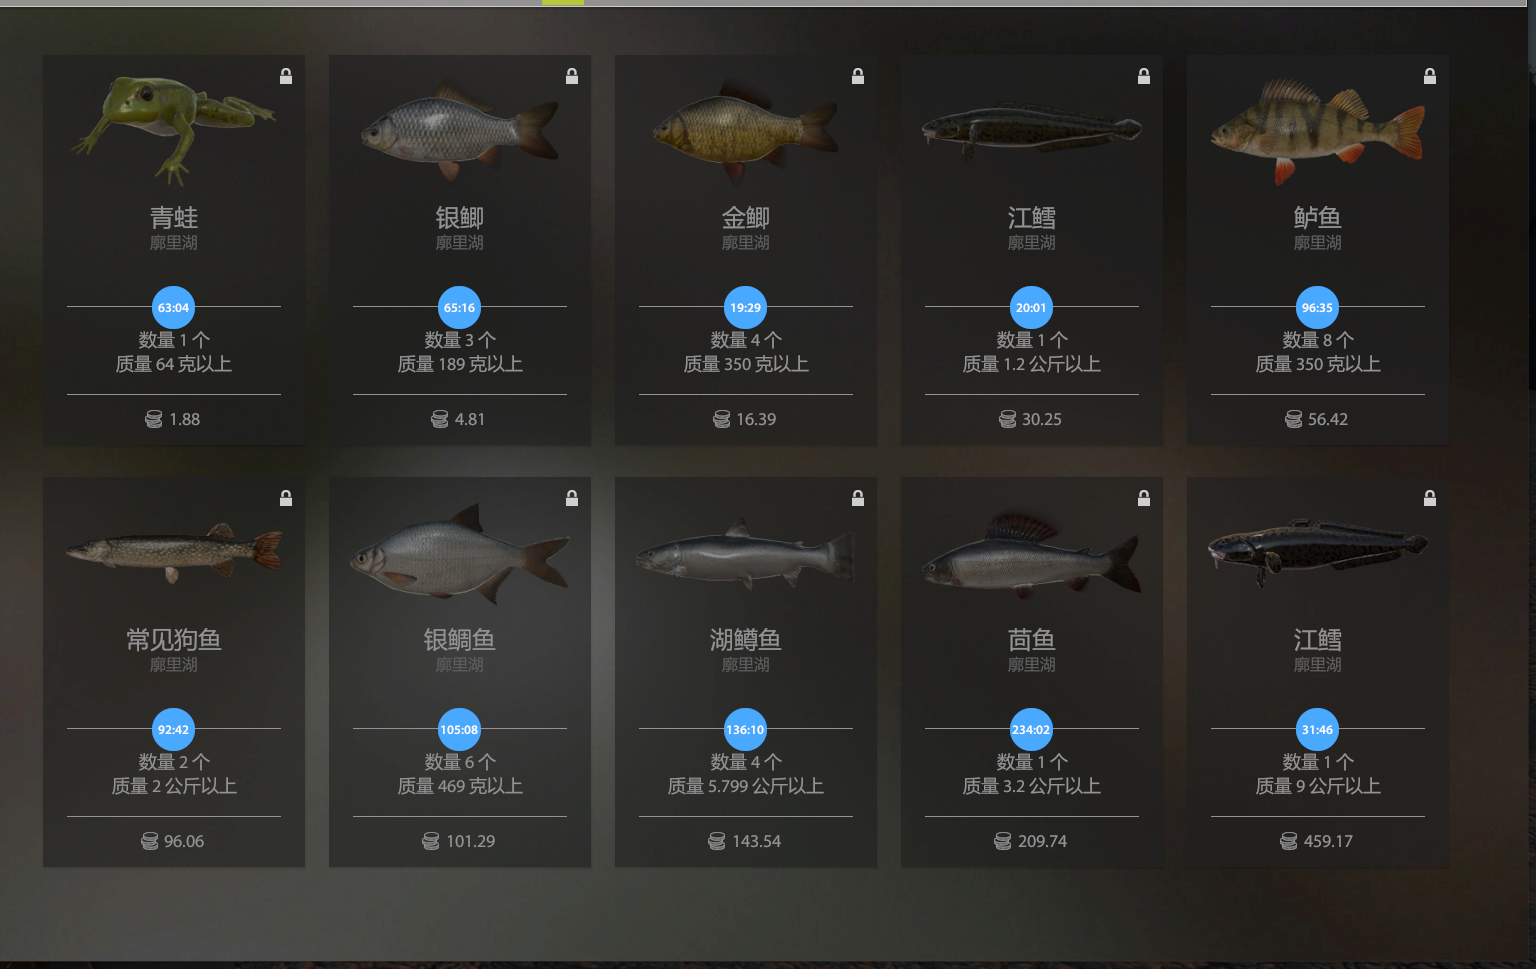 青蛙
廓里湖
63:04
数量 1 个
质量 64 克以上
1.88
银鲫
廓里湖
65:16
数量 3 个
质量 189 克以上
4.81
金鲫
廓里湖
19:29
数量 4 个
质量 350 克以上
16.39
江鳕
廓里湖
20:01
数量 1 个
质量 1.2 公斤以上
30.25
鲈鱼
廓里湖
96:35
数量 8 个
质量 350 克以上
56.42
常见狗鱼
廓里湖
92:42
数量 2 个
质量 2 公斤以上
96.06
银鲷鱼
廓里湖
105:08
数量 6 个
质量 469 克以上
101.29
湖鳟鱼
廓里湖
136:10
数量 4 个
质量 5.799 公斤以上
143.54
茴鱼
廓里湖
234:02
数量 1 个
质量 3.2 公斤以上
209.74
江鳕
廓里湖
31:46
数量 1 个
质量 9 公斤以上
459.17